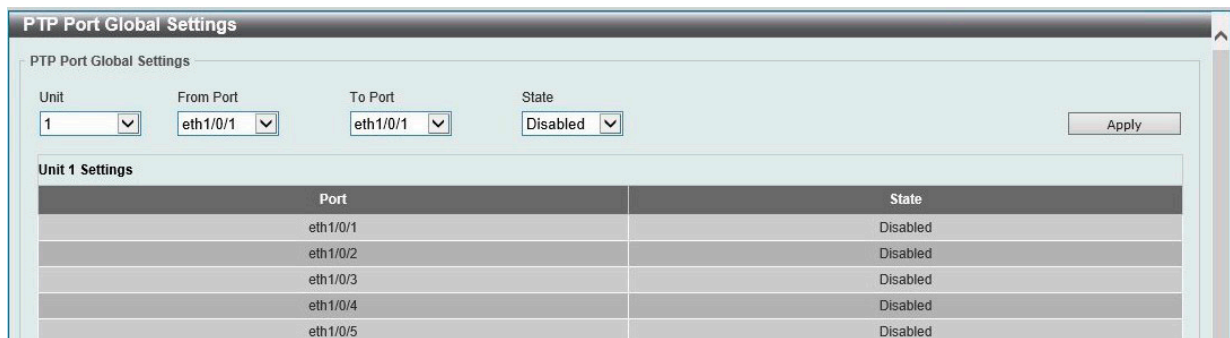 PTP Port Global Settings
PTP Port Global Settings
Unit From Port To Port State
1 eth1/0/1 eth1/0/1 Disabled Apply
Unit 1 Settings
Port State
eth1/0/1 Disabled
eth1/0/2 Disabled
eth1/0/3 Disabled
eth1/0/4 Disabled
eth1/0/5 Disabled